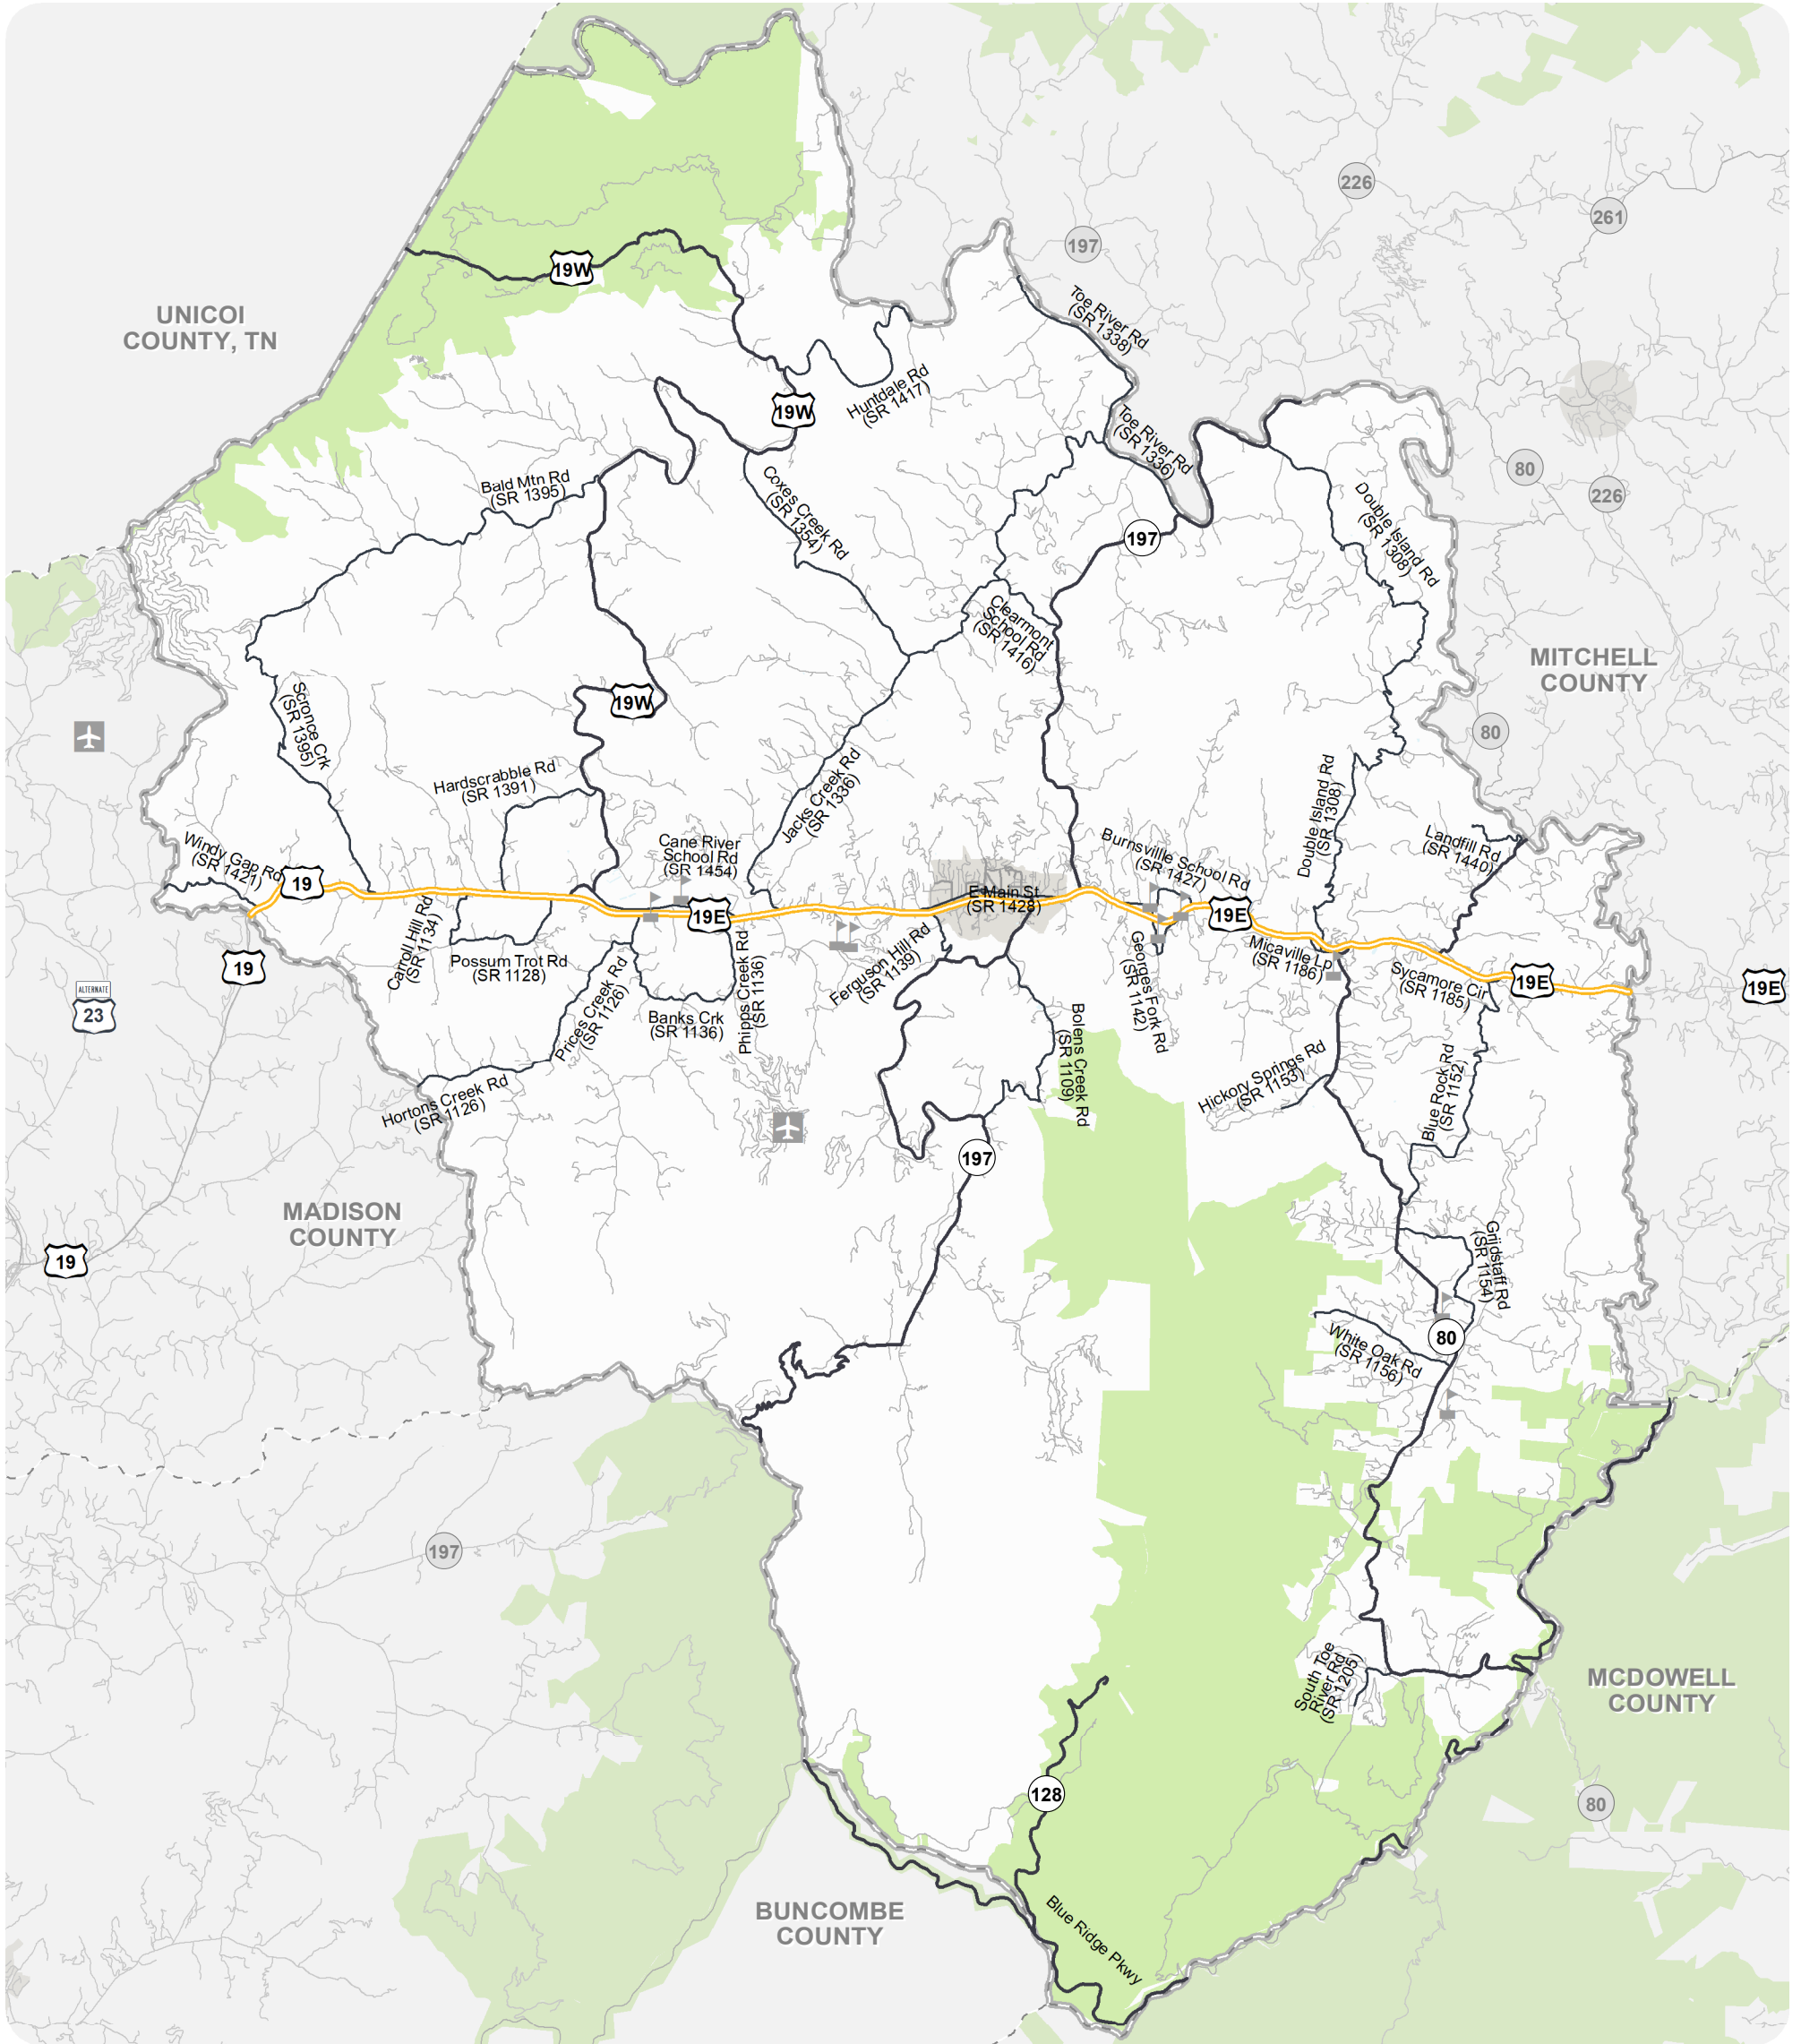 226
261
197
19W
UNICOI
COUNTY, TN
Toe River Rd
(SR 1338)
Huntdale Rd
(SR 1417)
19W
Toe River Rd
(SR 1336)
80
226
Bald Mtn Rd
(SR 1395)
Coxes Creek Rd
(SR 1354)
Double Island Rd
(SR 1308)
197
Clearmont
School Rd
(SR 1416)
MITCHELL
COUNTY
19W
Scronce Crk
(SR 1395)
80
Hardscrabble Rd
(SR 1391)
Jacks Creek Rd
(SR 1336)
Double Island Rd
(SR 1308)
Windy Gap Rd
(SR 1421)
Cane River
School Rd
(SR 1454)
Burnsville School Rd
(SR 1427)
Landfill Rd
(SR 1440)
19
E Main St
(SR 1428)
19E
19E
Carroll Hill Rd
(SR 1134)
Possum Trot Rd
(SR 1128)
Prices Creek Rd
(SR 1126)
Banks Crk
(SR 1136)
Phipps Creek Rd
(SR 1136)
Ferguson Hill Rd
(SR 1139)
Georges Fork Rd
(SR 1142)
Micaville Lp
(SR 1186)
Sycamore Cir
(SR 1185)
19E
19E
19
ALTERNATE
23
Bolens Creek Rd
(SR 1109)
Hickory Springs Rd
(SR 1153)
Blue Rock Rd
(SR 1152)
Hortons Creek Rd
(SR 1126)
197
MADISON
COUNTY
19
Grindstaff Rd
(SR 1154)
80
White Oak Rd
(SR 1156)
197
South Toe
River Rd
(SR 1205)
MCDOWELL
COUNTY
128
80
BUNCOMBE
COUNTY
Blue Ridge Pkwy